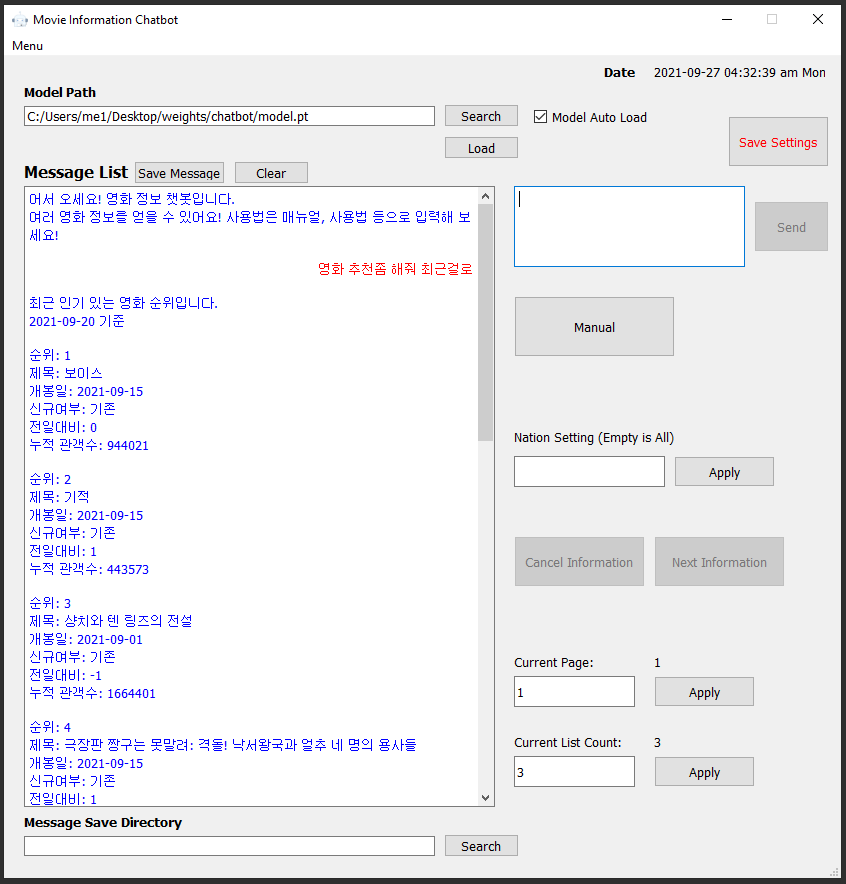 Movie Information Chatbot
Menu
Date 2021-09-27 04:32:39 am Mon
Model Path
C:/Users/me1/Desktop/weights/chatbot/model.pt
Search
Model Auto Load
Load
Save Settings
Message List
Save Message
Clear
어서 오세요! 영화 정보 챗봇입니다.
여러 영화 정보를 얻을 수 있어요! 사용법은 매뉴얼, 사용법 등으로 입력해 보
세요!
영화 추천좀 해줘 최근걸로
최근 인기 있는 영화 순위입니다.
2021-09-20 기준
순위: 1
제목: 보이스
개봉일: 2021-09-15
신규여부: 기존
전일대비: 0
누적 관객수: 944021
순위: 2
제목: 기적
개봉일: 2021-09-15
신규여부: 기존
전일대비: 1
누적 관객수: 443573
순위: 3
제목: 샹치와 텐 링즈의 전설
개봉일: 2021-09-01
신규여부: 기존
전일대비: -1
누적 관객수: 1664401
순위: 4
제목: 극장판 짱구는 못말려: 격돌! 낙서왕국과 얼추 네 명의 용사들
개봉일: 2021-09-15
신규여부: 기존
전일대비: 1
Send
Manual
Nation Setting (Empty is All)
Apply
Cancel Information
Next Information
Current Page: 1
1
Apply
Current List Count: 3
3
Apply
Message Save Directory
Search